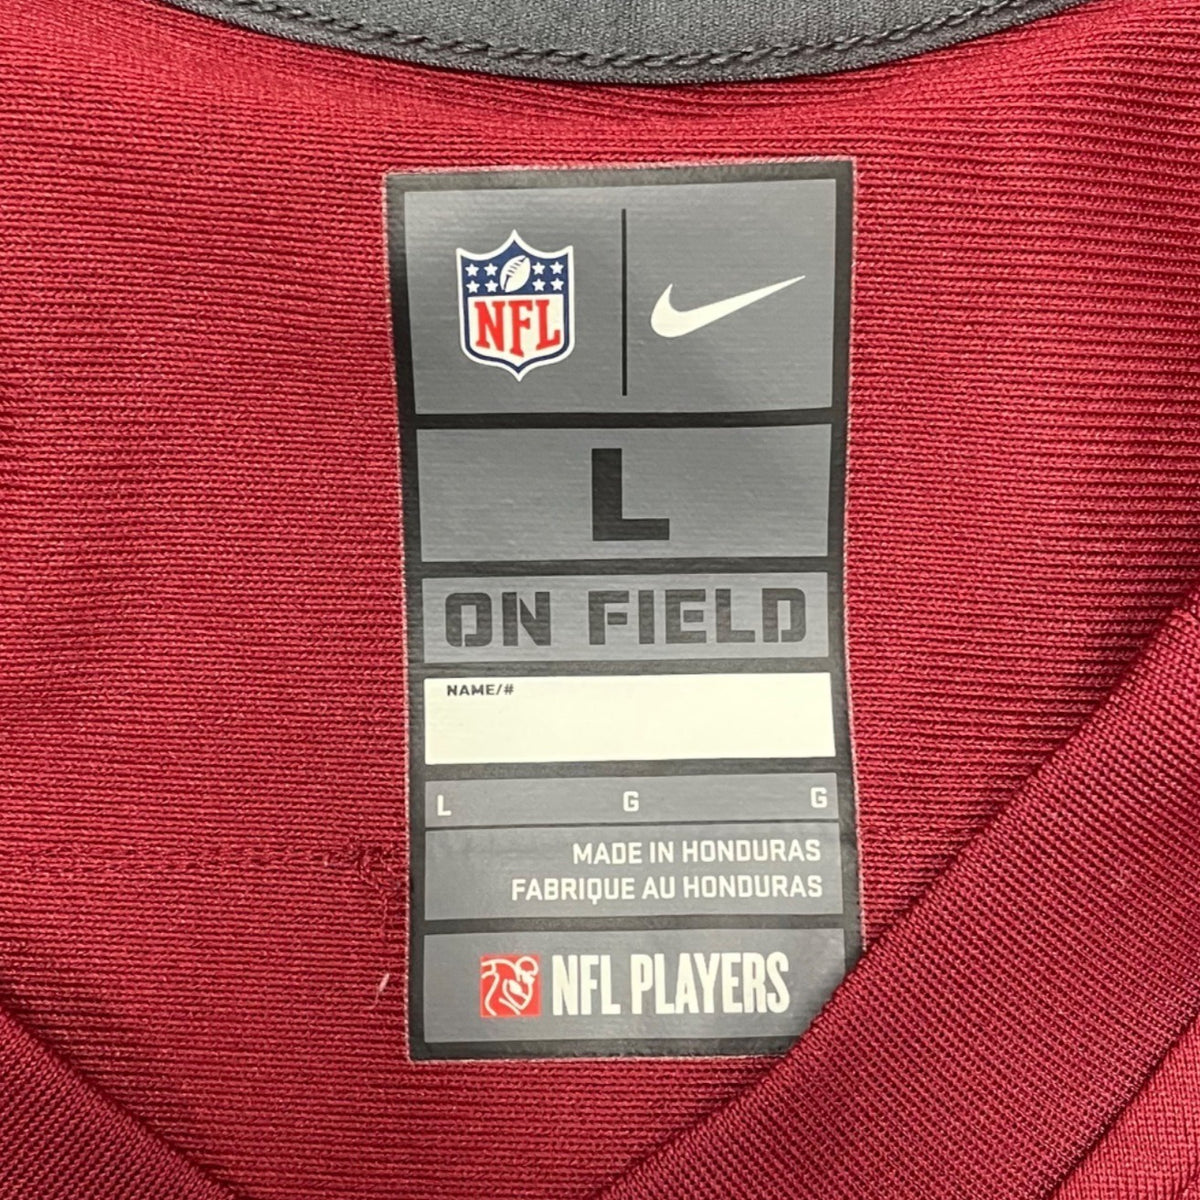 NFL
L
ON FIELD
NAME/#
L G G
MADE IN HONDURAS
FABRIQUE AU HONDURAS
NFL PLAYERS